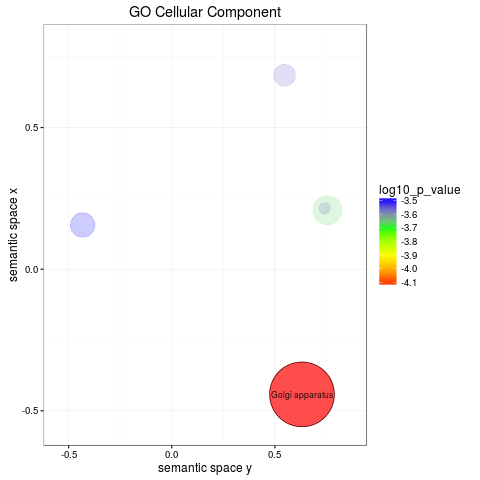 GO Cellular Component
semantic space x
0.5
0.0
-0.5
Golgi apparatus
-0.5
0.0
0.5
semantic space y
log10_p_value
-3.5
-3.6
-3.7
-3.8
-3.9
-4.0
-4.1